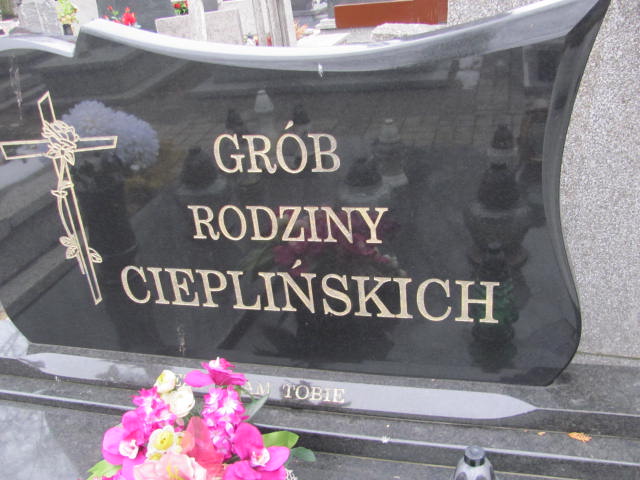 GRÓB
RODZINY
CIEPLIŃSKICH
TOBIE